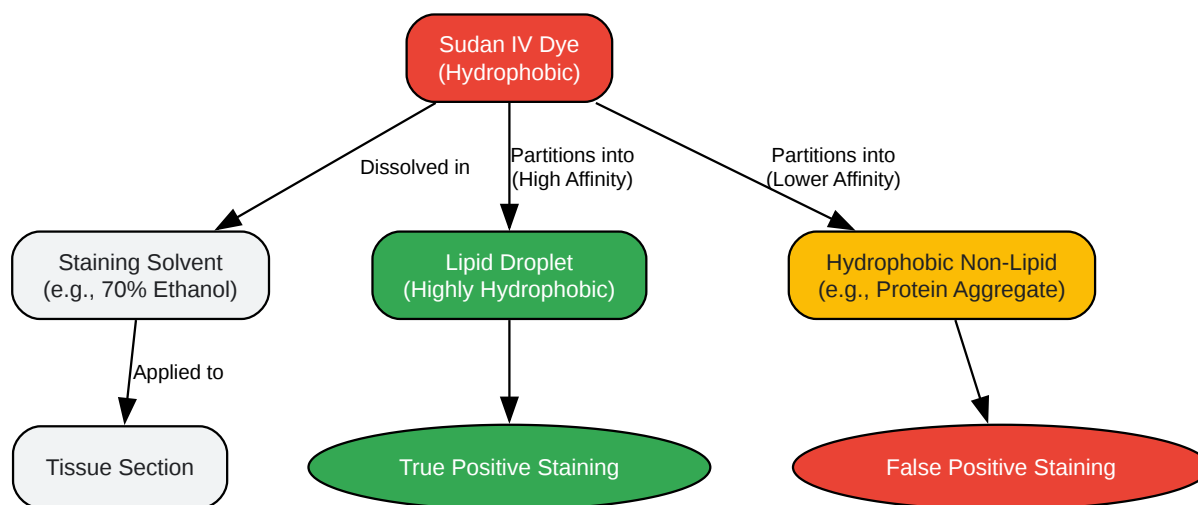 Sudan IV Dye
(Hydrophobic)
Dissolved in
Partitions into
(High Affinity)
Partitions into
(Lower Affinity)
Staining Solvent
(e.g., 70% Ethanol)
Lipid Droplet
(Highly Hydrophobic)
Hydrophobic Non-Lipid
(e.g., Protein Aggregate)
Applied to
Tissue Section
True Positive Staining
False Positive Staining